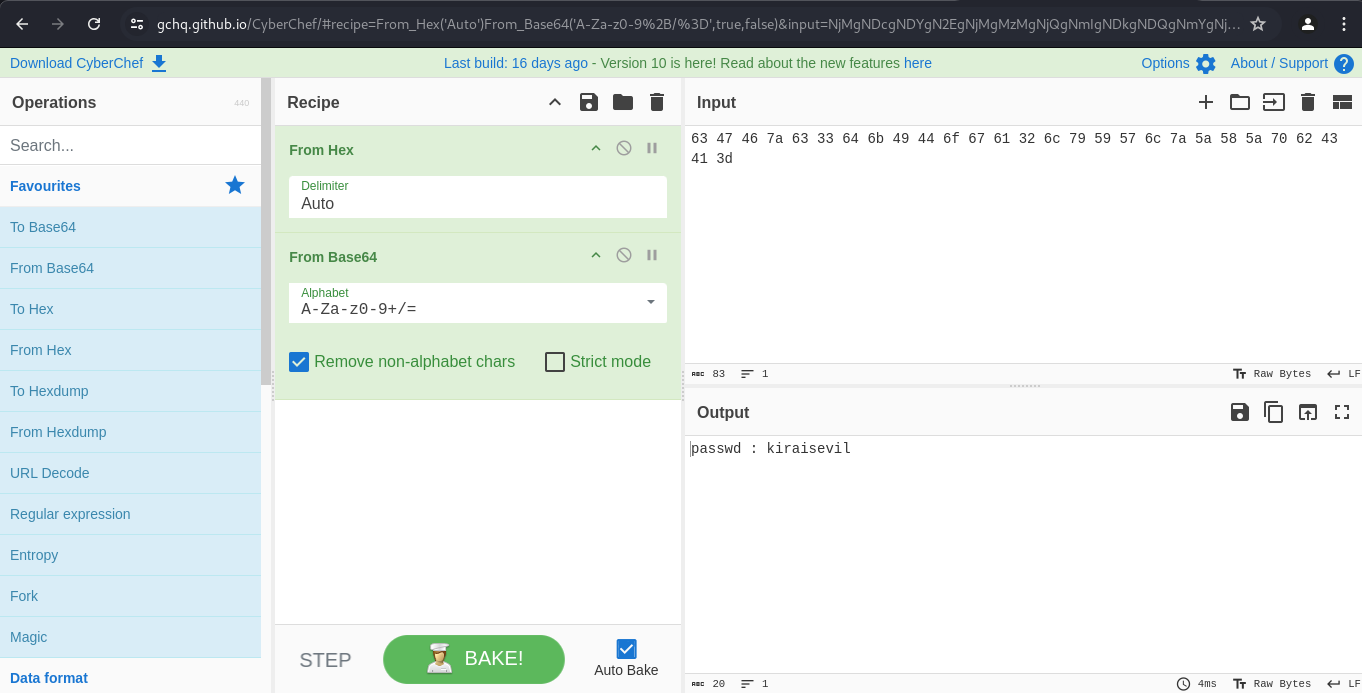 gchq.github.io/CyberChef/#recipe=From_Hex('Auto')From_Base64('A-Za-z0-9%2B/%3D',true,false)&input=NjMgNDcgNDYgN2EgNjMgMzMgNjQgNmIgNDkgNDQgNmYgNj...
Download CyberChef
Last build: 16 days ago - Version 10 is here! Read about the new features here
Options
About / Support
Operations
440
Search...
Favourites
To Base64
From Base64
To Hex
From Hex
To Hexdump
From Hexdump
URL Decode
Regular expression
Entropy
Fork
Magic
Data format
Recipe
From Hex
Delimiter
Auto
From Base64
Alphabet
A-Za-z0-9+/=
Remove non-alphabet chars
Strict mode
STEP
BAKE!
Auto Bake
Input
63 47 46 7a 63 33 64 6b 49 44 6f 67 61 32 6c 79 59 57 6c 7a 5a 58 5a 70 62 43
41 3d
ABC 83
1
Raw Bytes
LF
Output
passwd : kiraisevil
ABC 20
1
4ms
Raw Bytes
LF